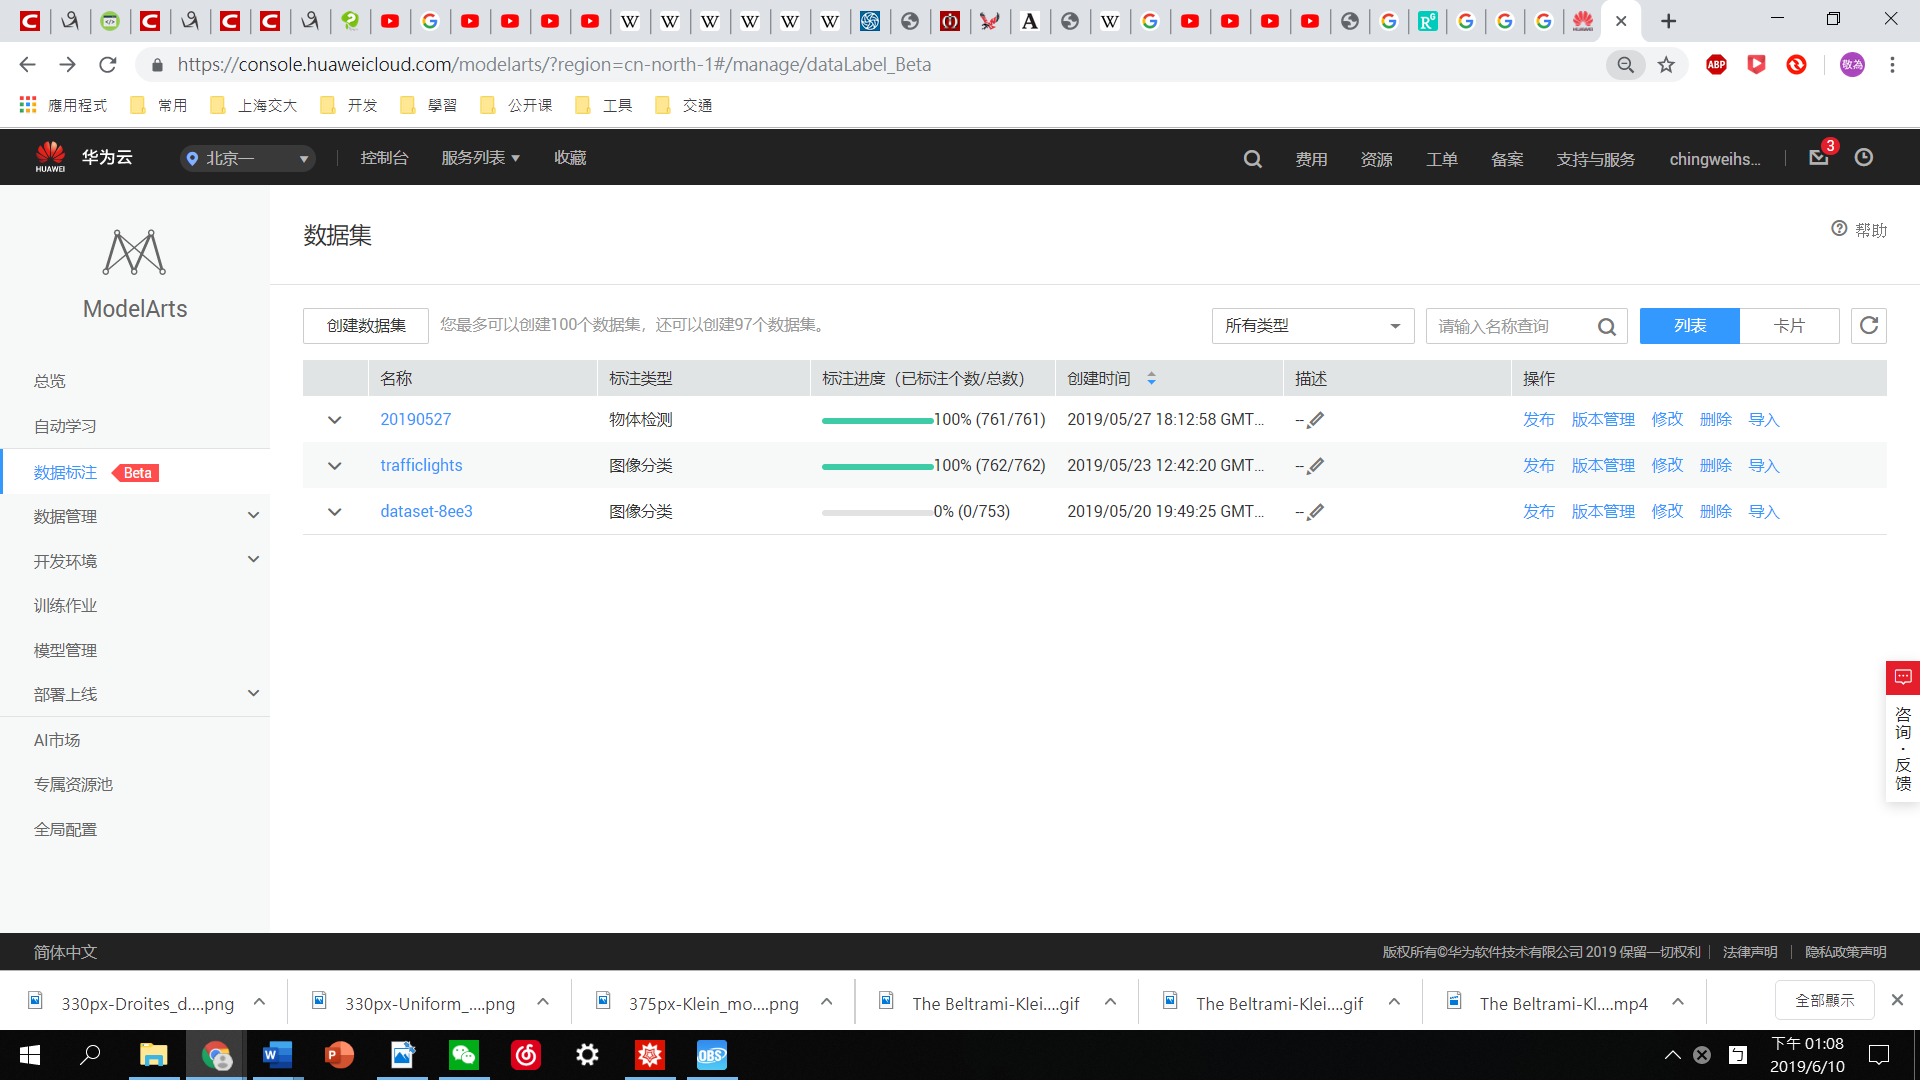 https://console.huaweicloud.com/modelarts/?region=cn-north-1#/manage/dataLabel_Beta
ABP
敬為
應用程式 常用 上海交大 开发 學習 公开课 工具 交通
HUAWEI 华为云 北京一 控制台 服务列表 收藏 费用 资源 工单 备案 支持与服务 chingweihs... 3
ModelArts
总览
自动学习
数据标注 Beta
数据管理
开发环境
训练作业
模型管理
部署上线
AI市场
专属资源池
全局配置
数据集
帮助
创建数据集 您最多可以创建100个数据集，还可以创建97个数据集。 所有类型 请输入名称查询 列表 卡片
名称 标注类型 标注进度（已标注个数/总数） 创建时间 描述 操作
20190527 物体检测 100% (761/761) 2019/05/27 18:12:58 GMT... -- 发布 版本管理 修改 删除 导入
trafficlights 图像分类 100% (762/762) 2019/05/23 12:42:20 GMT... -- 发布 版本管理 修改 删除 导入
dataset-8ee3 图像分类 0% (0/753) 2019/05/20 19:49:25 GMT... -- 发布 版本管理 修改 删除 导入
咨询·反馈
简体中文 版权所有©华为软件技术有限公司 2019 保留一切权利 法律声明 隐私政策声明
330px-Droites_d....png 330px-Uniform_....png 375px-Klein_mo....png The Beltrami-Klei....gif The Beltrami-Klei....gif The Beltrami-Kl....mp4 全部顯示
OBS
下午 01:08
2019/6/10